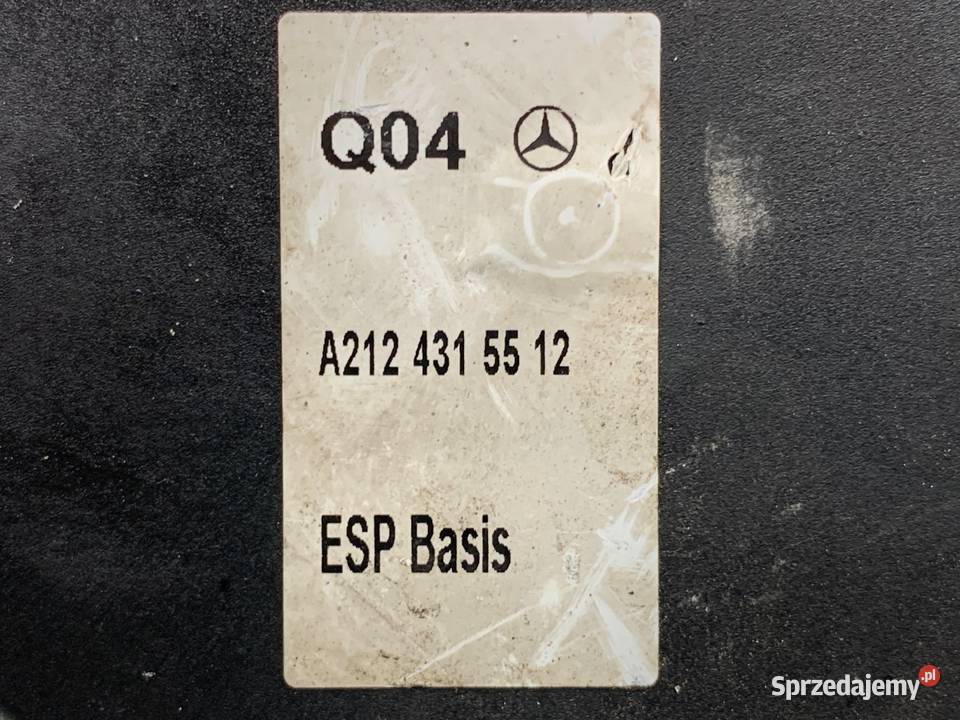 Q04
A212 431 55 12
ESP Basis
Sprzedajemy.pl